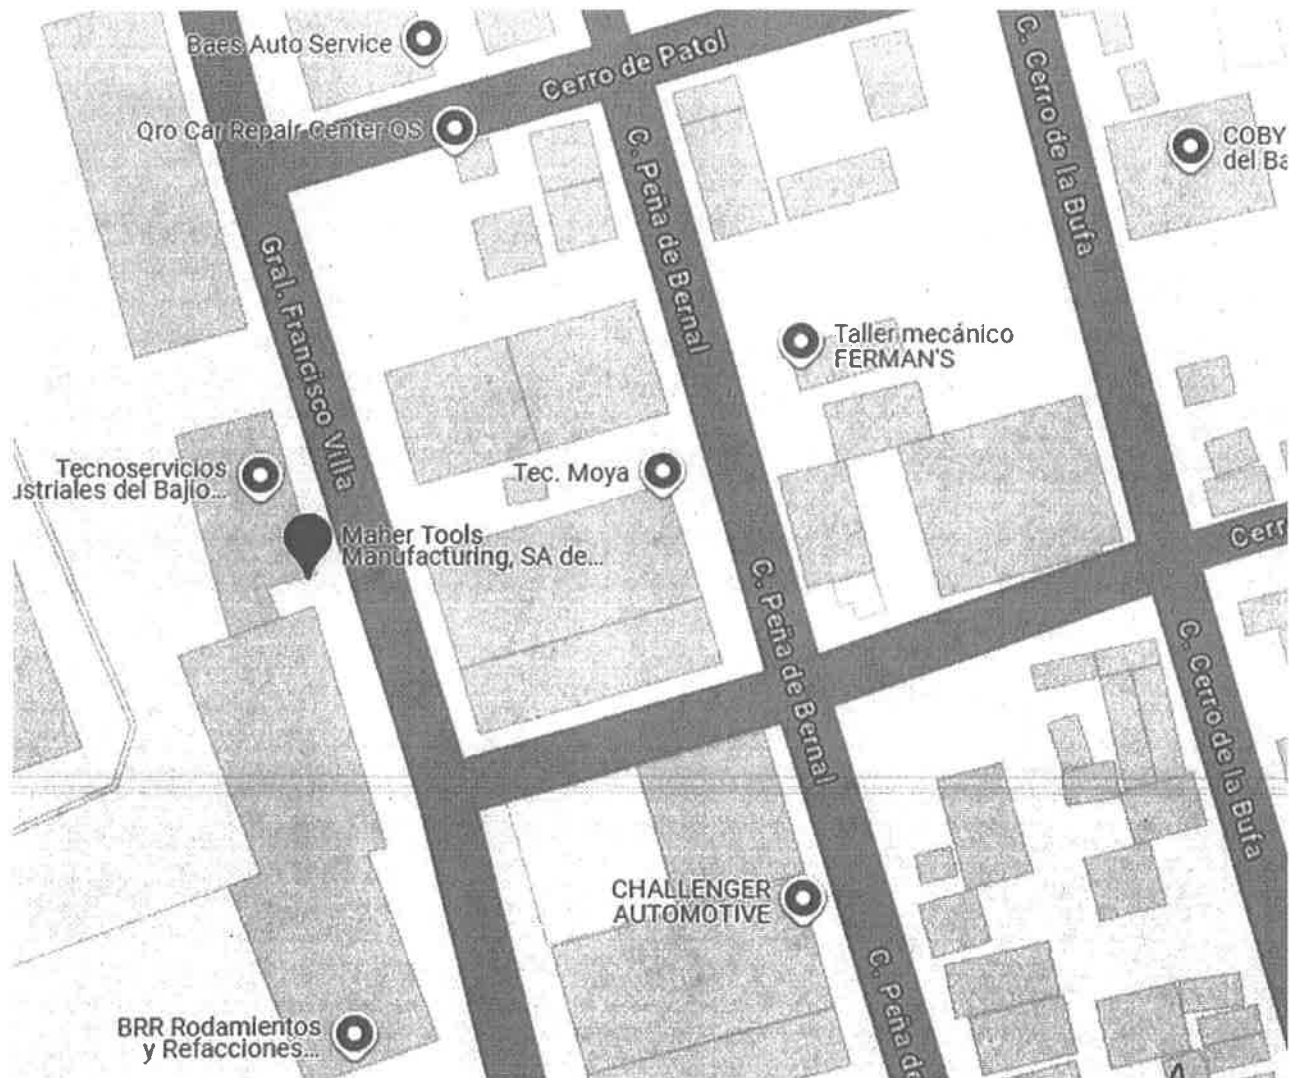 Baes Auto Service
Cerro de Patol
C. Cerro de la Bufa
Qro Car Repair Center QS
C. Peña de Bernal
COBY
del Ba
Gral. Francisco Villa
Taller mecánico
FERMAN'S
Tecnoservicios
ustriales del Bajío...
Tec. Moya
Maher Tools
Manufacturing, SA de...
Cerr
C. Peña de Bernal
C. Cerro de la Bufa
CHALLENGER
AUTOMOTIVE
C. Peña de
BRR Rodamientos
y Refacciones...